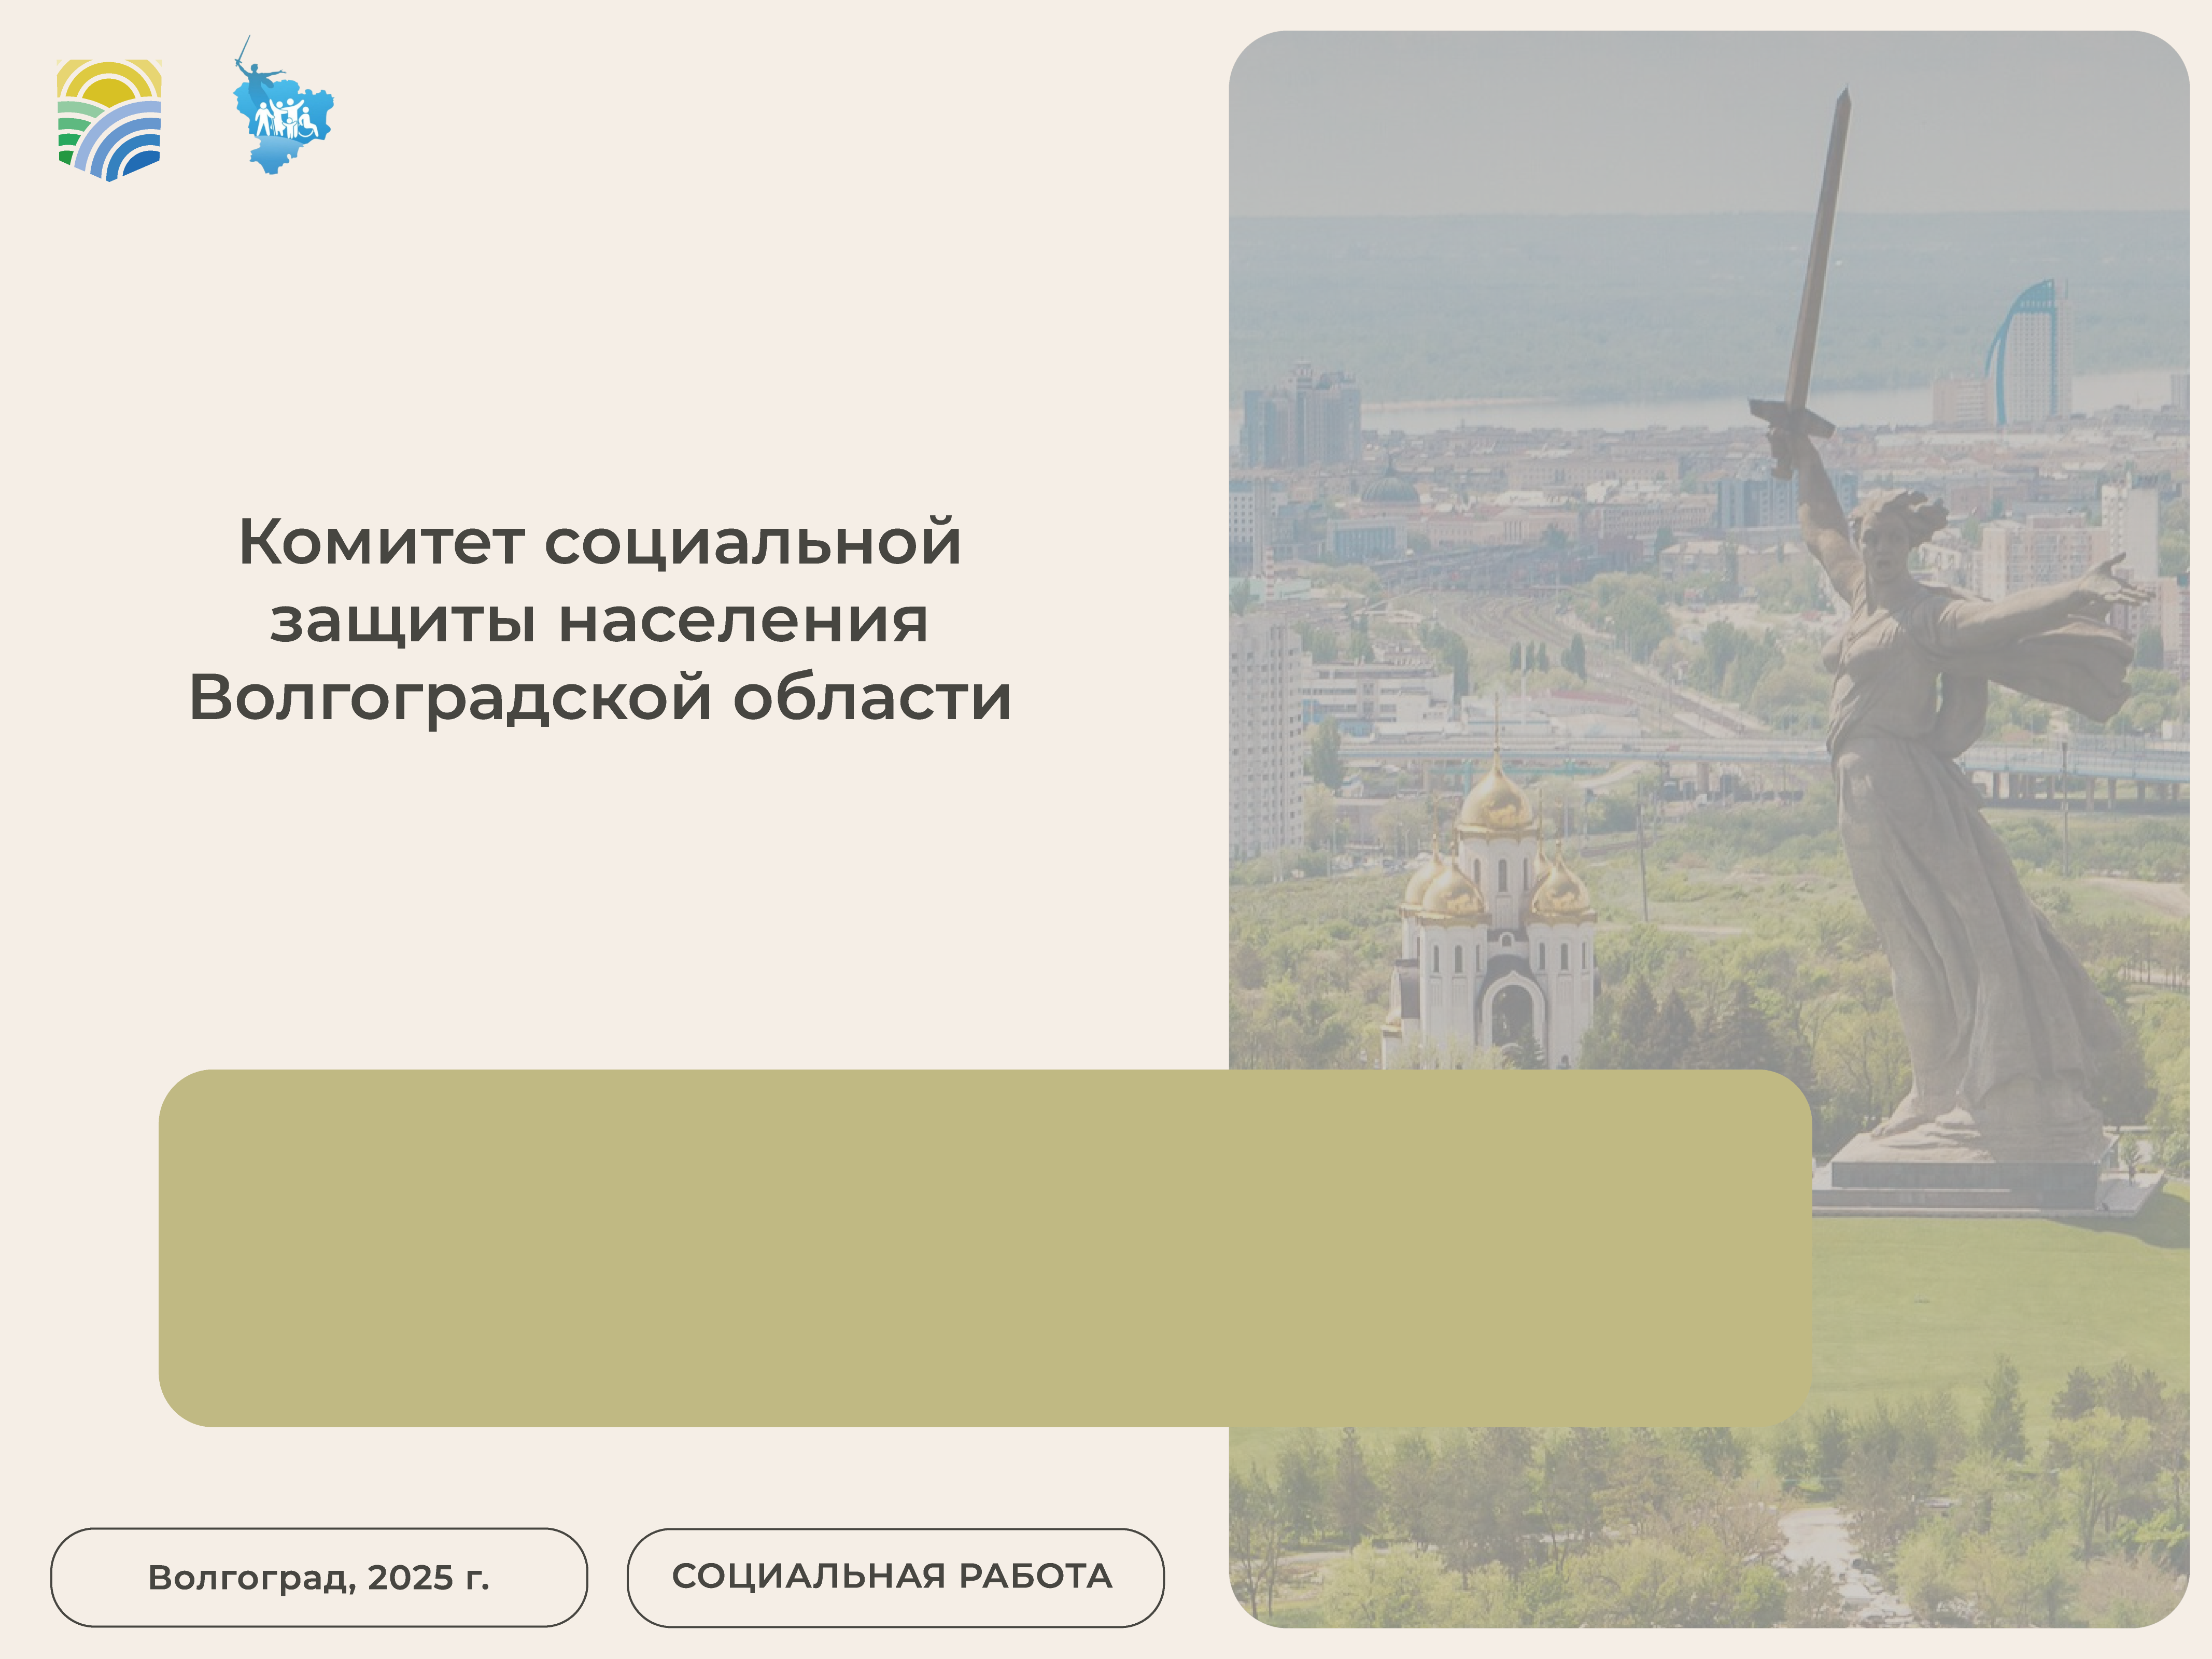 Комитет социальной
защиты населения
Волгоградской области
Волгоград, 2025 г.
СОЦИАЛЬНАЯ РАБОТА